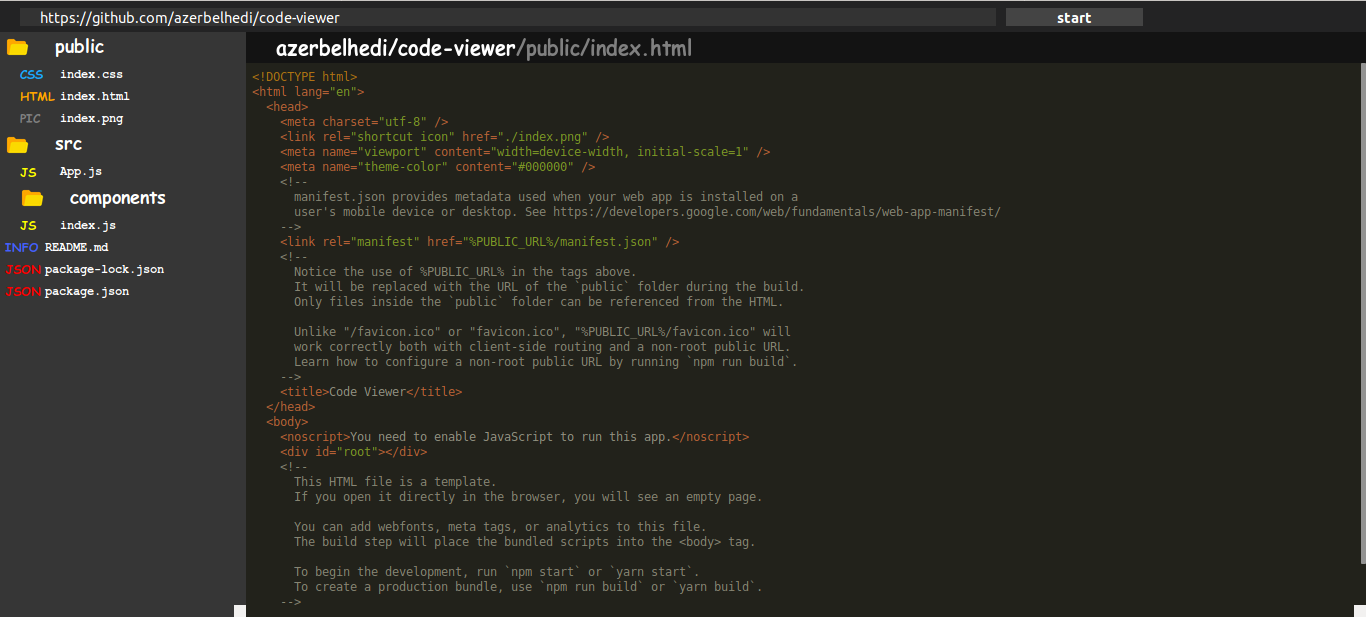 https://github.com/azerbelhedi/code-viewer
start
public
CSS index.css
HTML index.html
PIC index.png
src
JS App.js
components
JS index.js
INFO README.md
JSON package-lock.json
JSON package.json
azerbelhedi/code-viewer/public/index.html
<!DOCTYPE html>
<html lang="en">
  <head>
    <meta charset="utf-8" />
    <link rel="shortcut icon" href="./index.png" />
    <meta name="viewport" content="width=device-width, initial-scale=1" />
    <meta name="theme-color" content="#000000" />
    <!--
      manifest.json provides metadata used when your web app is installed on a
      user's mobile device or desktop. See https://developers.google.com/web/fundamentals/web-app-manifest/
    -->
    <link rel="manifest" href="%PUBLIC_URL%/manifest.json" />
    <!--
      Notice the use of %PUBLIC_URL% in the tags above.
      It will be replaced with the URL of the `public` folder during the build.
      Only files inside the `public` folder can be referenced from the HTML.

      Unlike "/favicon.ico" or "favicon.ico", "%PUBLIC_URL%/favicon.ico" will
      work correctly both with client-side routing and a non-root public URL.
      Learn how to configure a non-root public URL by running `npm run build`.
    -->
    <title>Code Viewer</title>
  </head>
  <body>
    <noscript>You need to enable JavaScript to run this app.</noscript>
    <div id="root"></div>
    <!--
      This HTML file is a template.
      If you open it directly in the browser, you will see an empty page.

      You can add webfonts, meta tags, or analytics to this file.
      The build step will place the bundled scripts into the <body> tag.

      To begin the development, run `npm start` or `yarn start`.
      To create a production bundle, use `npm run build` or `yarn build`.
    -->